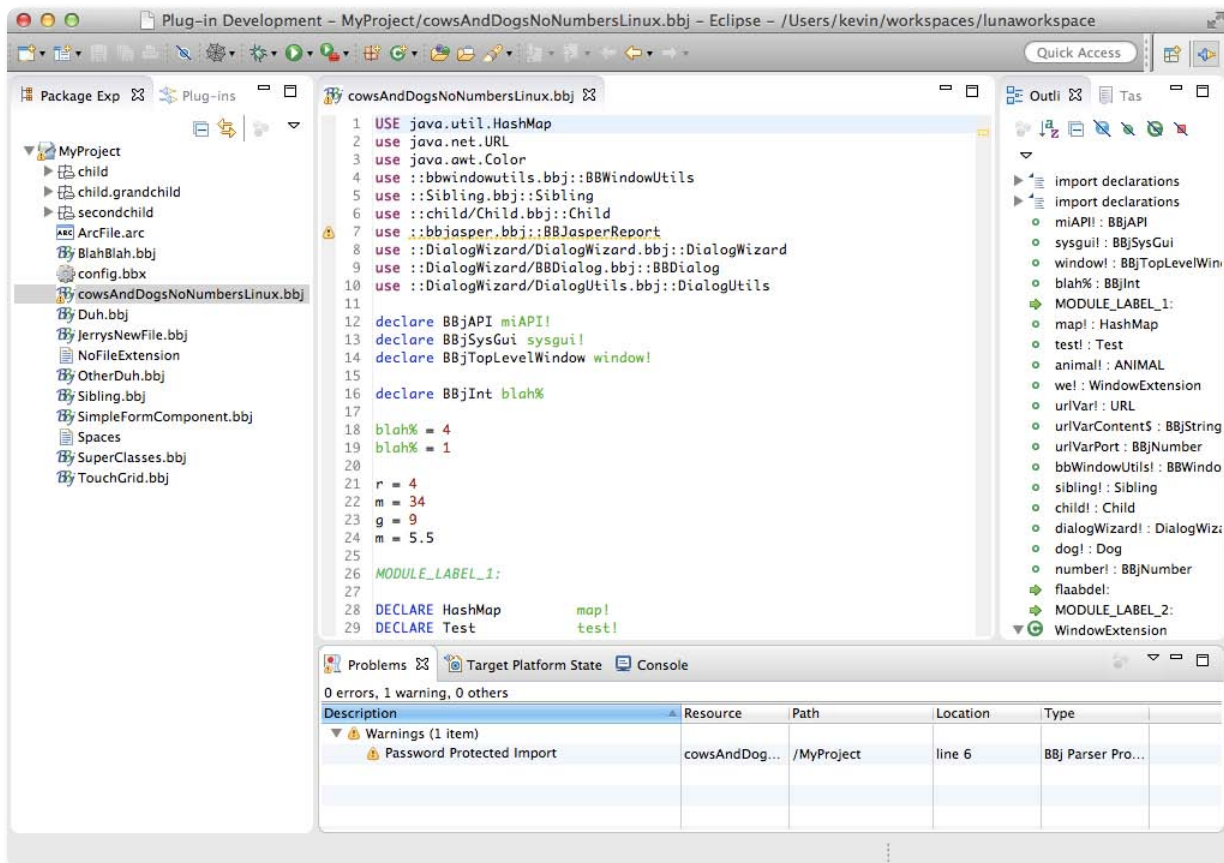 Plug-in Development – MyProject/cowsAndDogsNoNumbersLinux.bbj – Eclipse – /Users/kevin/workspaces/lunaworkspace
Quick Access
Package Exp
Plug-ins
MyProject
child
child.grandchild
secondchild
ABC ArcFile.arc
BlahBlah.bbj
config.bbx
cowsAndDogsNoNumbersLinux.bbj
Duh.bbj
JerrysNewFile.bbj
NoFileExtension
OtherDuh.bbj
Sibling.bbj
SimpleFormComponent.bbj
Spaces
SuperClasses.bbj
TouchGrid.bbj
cowsAndDogsNoNumbersLinux.bbj
1 USE java.util.HashMap
2 use java.net.URL
3 use java.awt.Color
4 use ::bbwindowutils.bbj::BBWindowUtils
5 use ::Sibling.bbj::Sibling
6 use ::child/Child.bbj::Child
7 use ::bbjasper.bbj::BBJasperReport
8 use ::DialogWizard/DialogWizard.bbj::DialogWizard
9 use ::DialogWizard/BBDialog.bbj::BBDialog
10 use ::DialogWizard/DialogUtils.bbj::DialogUtils
11
12 declare BBjAPI miAPI!
13 declare BBjSysGui sysgui!
14 declare BBjTopLevelWindow window!
15
16 declare BBjInt blah%
17
18 blah% = 4
19 blah% = 1
20
21 r = 4
22 m = 34
23 g = 9
24 m = 5.5
25
26 MODULE_LABEL_1:
27
28 DECLARE HashMap map!
29 DECLARE Test test!
Outli
Tas
import declarations
import declarations
miAPI! : BBjAPI
sysgui! : BBjSysGui
window! : BBjTopLevelWin
blah% : BBjInt
MODULE_LABEL_1:
map! : HashMap
test! : Test
animal! : ANIMAL
we! : WindowExtension
urlVar! : URL
urlVarContent$ : BBjString
urlVarPort : BBjNumber
bbWindowUtils! : BBWindo
sibling! : Sibling
child! : Child
dialogWizard! : DialogWiza
dog! : Dog
number! : BBjNumber
flaabdel:
MODULE_LABEL_2:
WindowExtension
Problems
Target Platform State
Console
0 errors, 1 warning, 0 others
Description Resource Path Location Type
Warnings (1 item)
Password Protected Import cowsAndDog... /MyProject line 6 BBj Parser Pro...